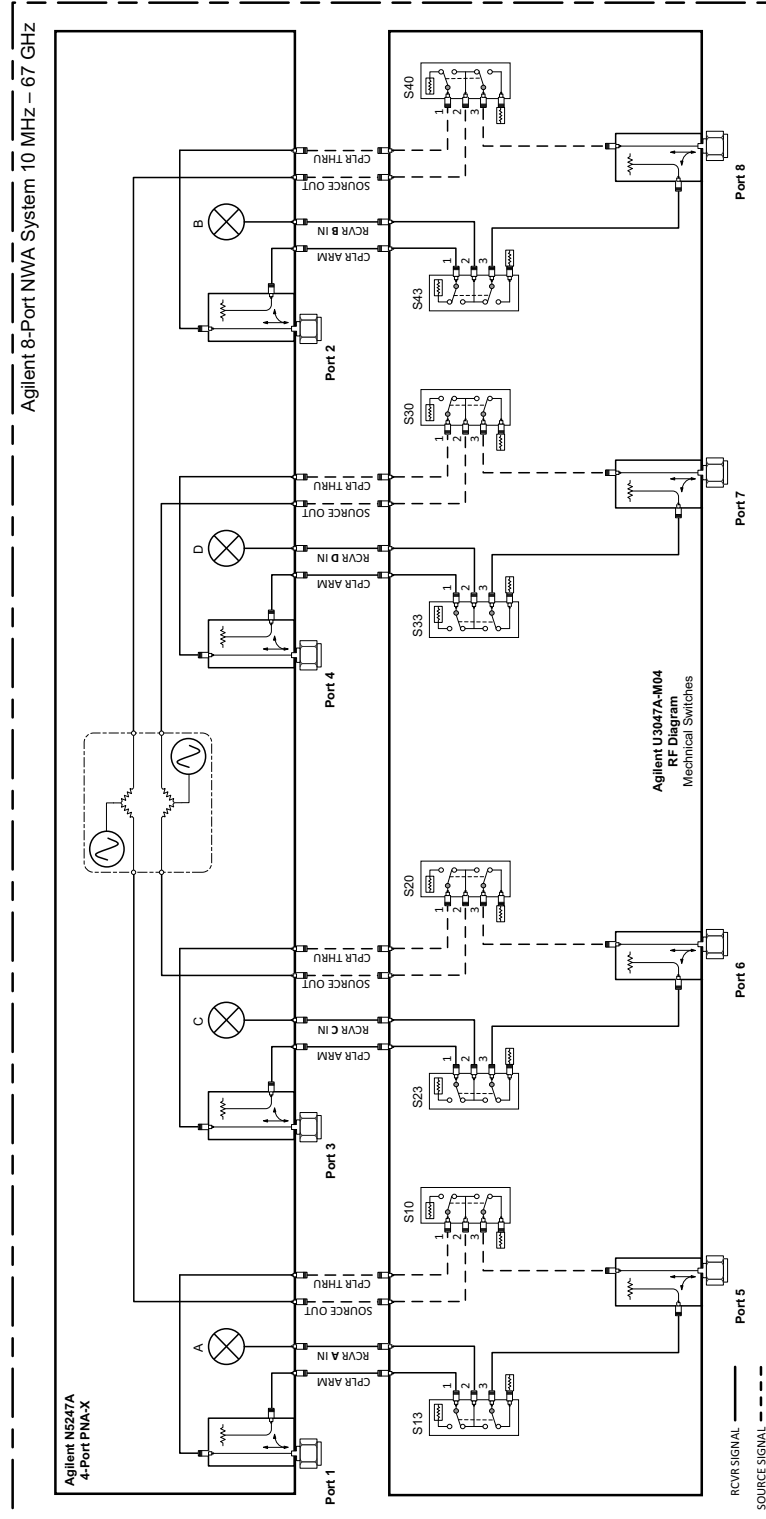 Agilent 8-Port NWA System 10 MHz – 67 GHz
Agilent N5247A
4-Port PNA-X
A
C
D
B
Port 1
Port 3
Port 4
Port 2
CPLR ARM
RCVR A IN
SOURCE OUT
CPLR THRU
CPLR ARM
RCVR C IN
SOURCE OUT
CPLR THRU
CPLR ARM
RCVR D IN
SOURCE OUT
CPLR THRU
CPLR ARM
RCVR B IN
SOURCE OUT
CPLR THRU
S13
1
2
3
S10
1
2
3
S23
1
2
3
S20
1
2
3
S33
1
2
3
S30
1
2
3
S43
1
2
3
S40
1
2
3
Agilent U3047A-M04
RF Diagram
Mechnical Switches
Port 5
Port 6
Port 7
Port 8
RCVR SIGNAL
SOURCE SIGNAL